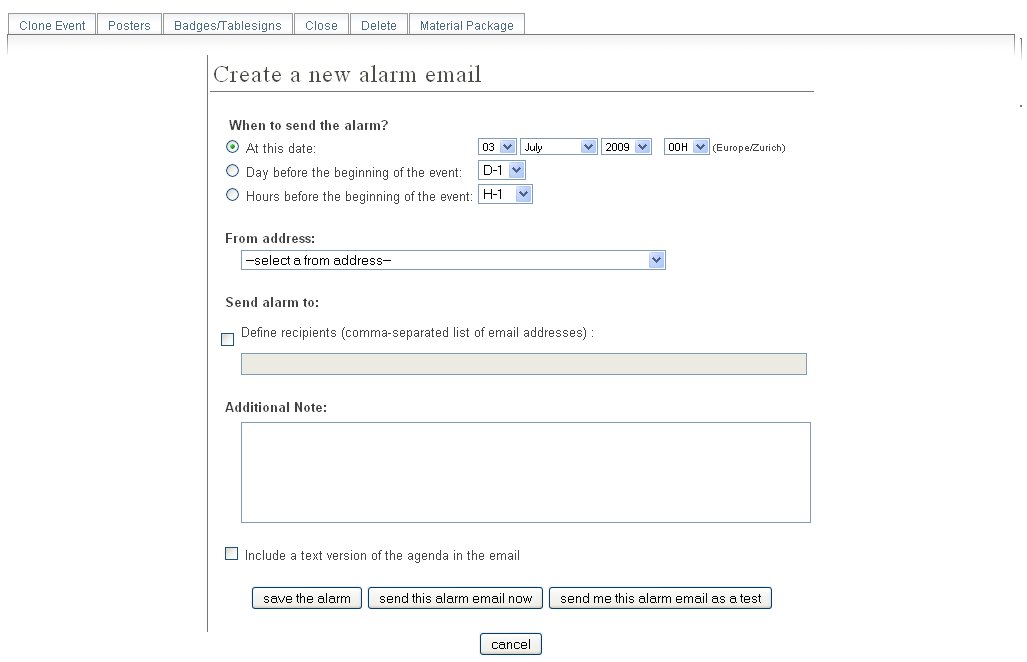 Clone Event Posters Badges/Tablesigns Close Delete Material Package
Create a new alarm email
When to send the alarm?
At this date: 03 July 2009 00H (Europe/Zurich)
Day before the beginning of the event: D-1
Hours before the beginning of the event: H-1
From address:
--select a from address--
Send alarm to:
Define recipients (comma-separated list of email addresses) :
Additional Note:
Include a text version of the agenda in the email
save the alarm send this alarm email now send me this alarm email as a test
cancel